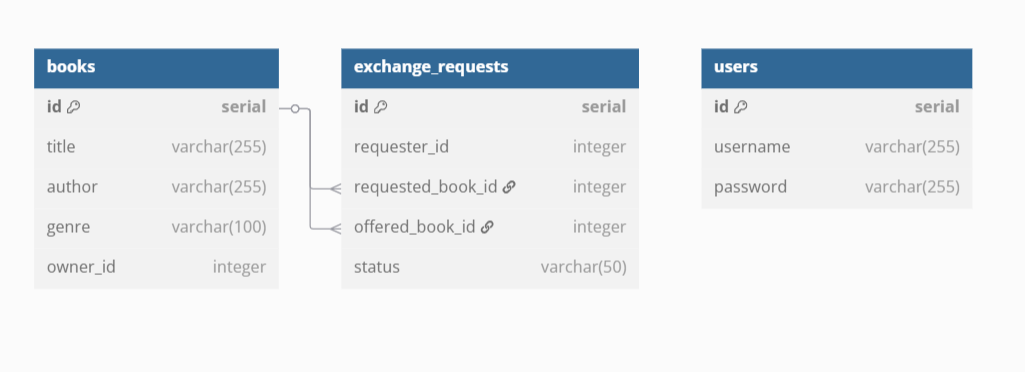 books
id serial
title varchar(255)
author varchar(255)
genre varchar(100)
owner_id integer
exchange_requests
id serial
requester_id integer
requested_book_id integer
offered_book_id integer
status varchar(50)
users
id serial
username varchar(255)
password varchar(255)